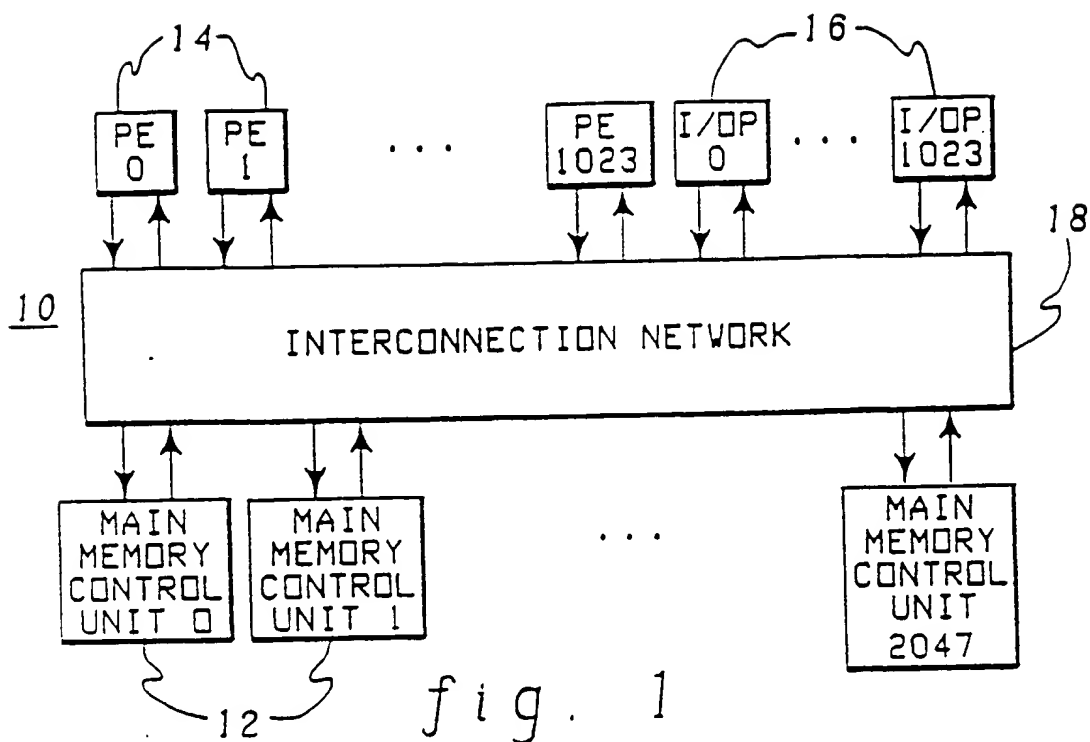 14
16
PE
0
PE
1
. . .
PE
1023
I/OP
0
. . .
I/OP
1023
18
10
INTERCONNECTION NETWORK
MAIN
MEMORY
CONTROL
UNIT 0
MAIN
MEMORY
CONTROL
UNIT 1
. . .
MAIN
MEMORY
CONTROL
UNIT
2047
12
fig. 1